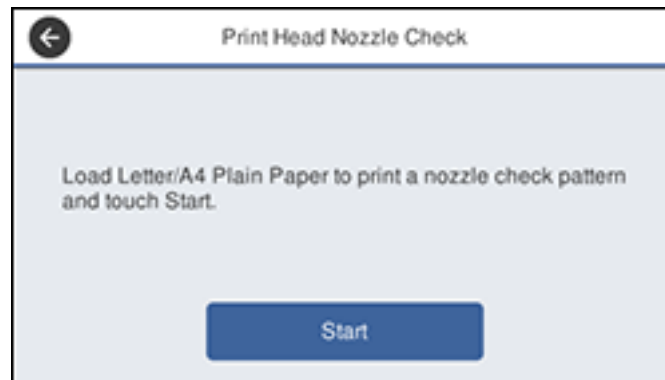 Print Head Nozzle Check
Load Letter/A4 Plain Paper to print a nozzle check pattern
and touch Start.
Start